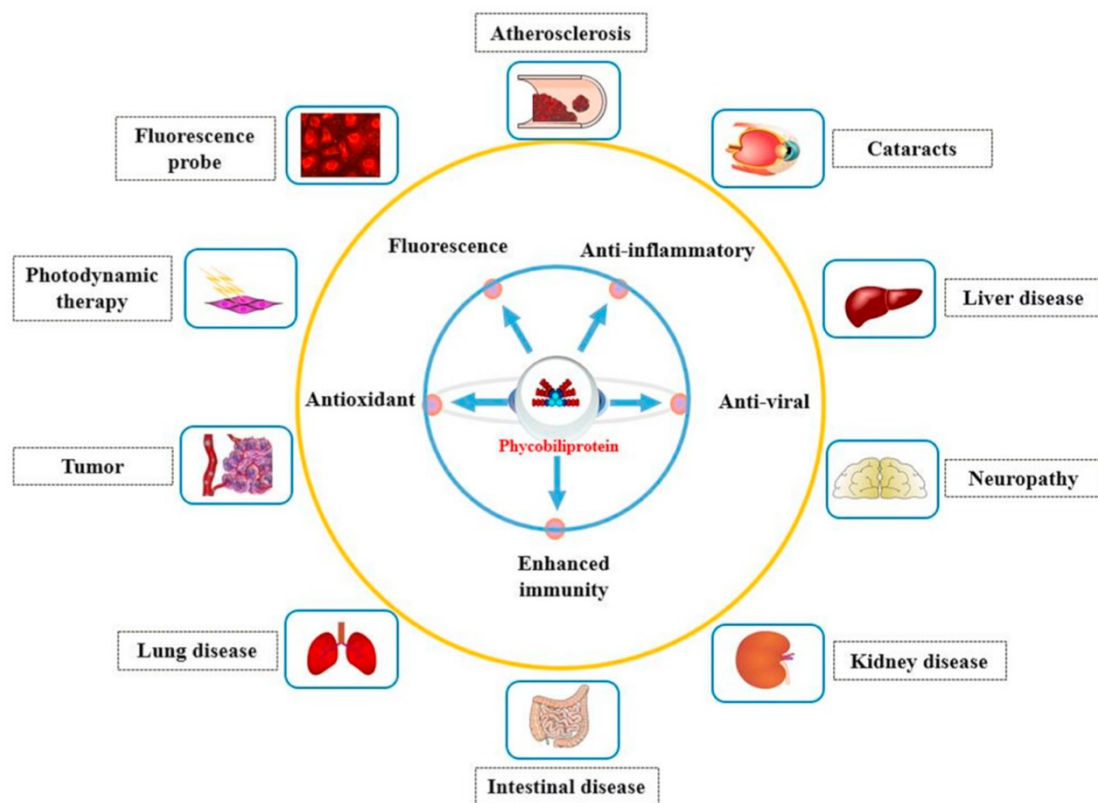 Atherosclerosis
Fluorescence
probe
Cataracts
Fluorescence
Anti-inflammatory
Photodynamic
therapy
Liver disease
Antioxidant
Anti-viral
Phycobiliprotein
Tumor
Neuropathy
Enhanced
immunity
Lung disease
Kidney disease
Intestinal disease